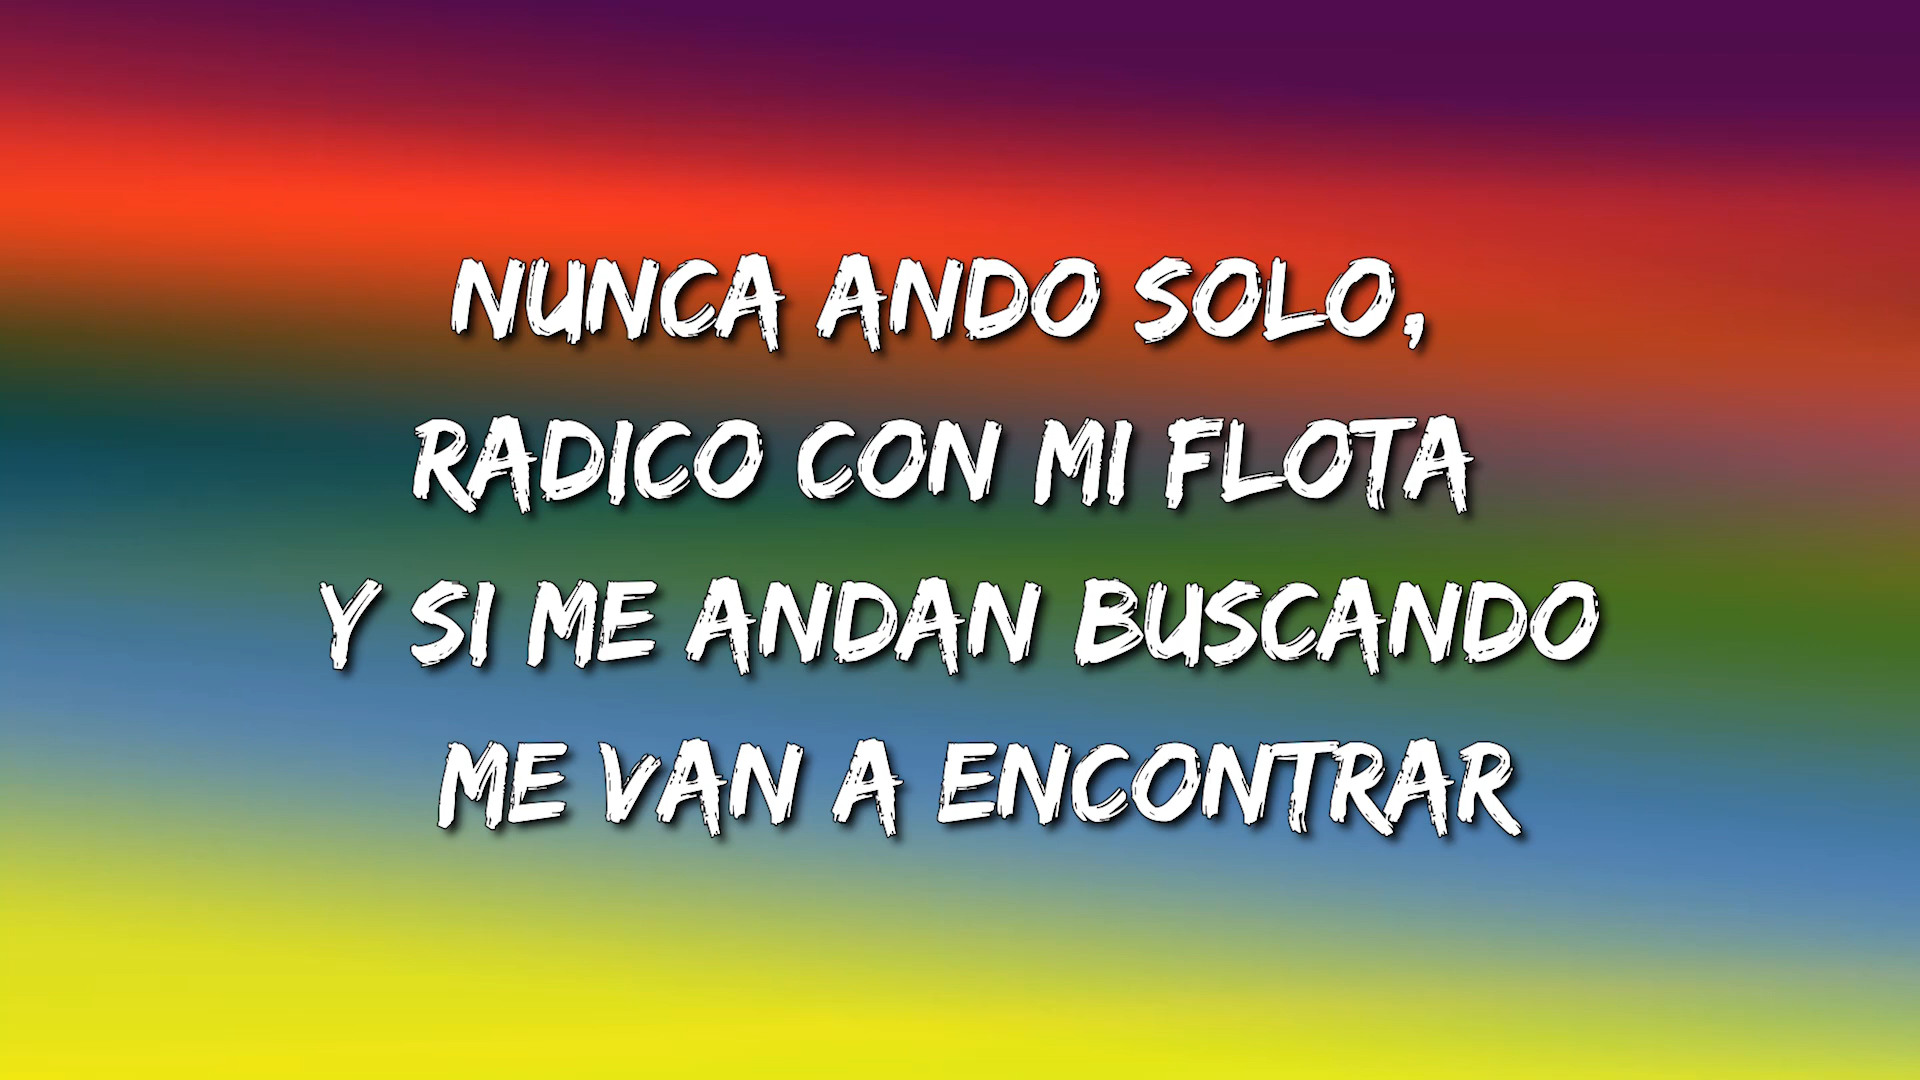 NUNCA ANDO SOLO,
RADICO CON MI FLOTA
Y SI ME ANDAN BUSCANDO
ME VAN A ENCONTRAR